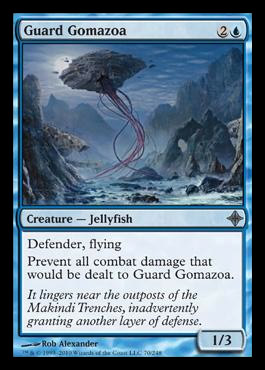 Guard Gomazoa 2
Creature — Jellyfish
Defender, flying
Prevent all combat damage that
would be dealt to Guard Gomazoa.
It lingers near the outposts of the
Makindi Trenches, inadvertently
granting another layer of defense.
Rob Alexander
™ & © 1993–2010 Wizards of the Coast LLC 70/248
1/3